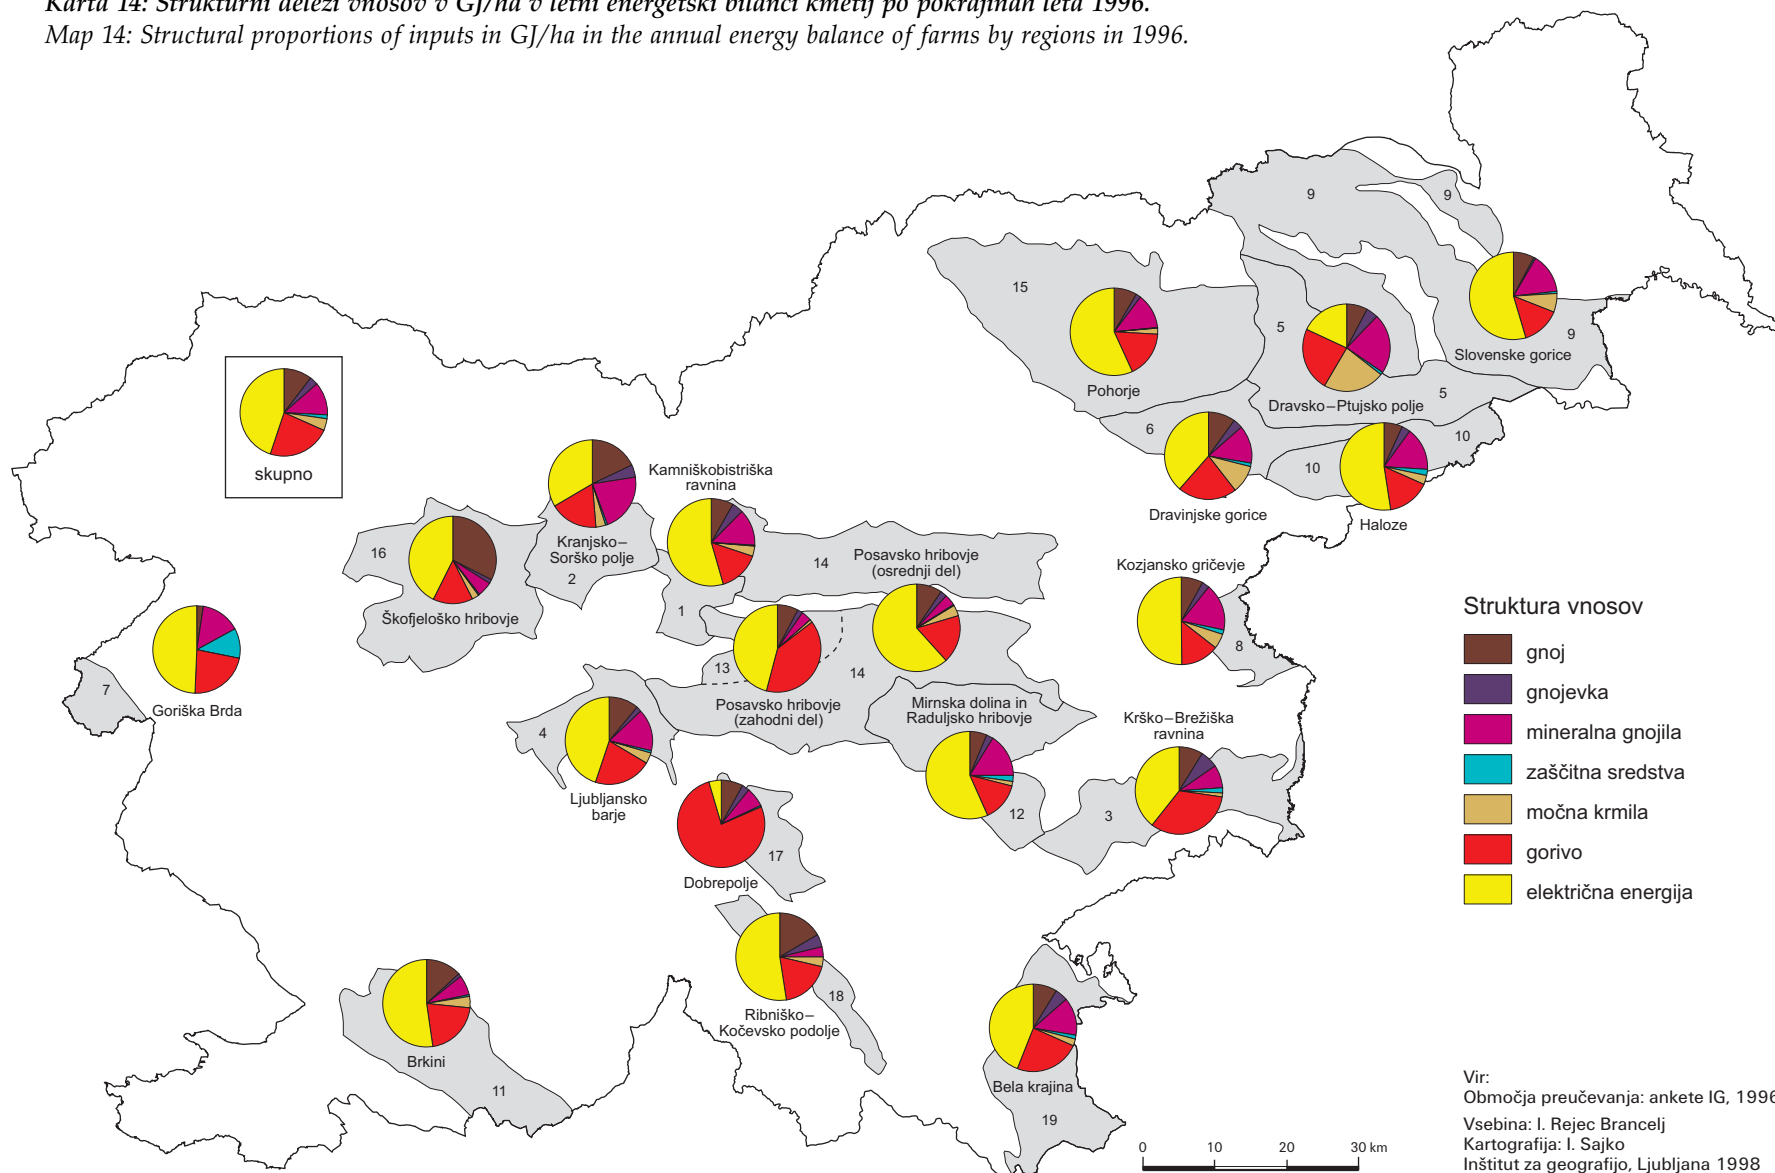 Karta 14: Strukturni deleži vnosov v GJ/ha v letni energetski bilanci kmetij po pokrajinah leta 1996.
Map 14: Structural proportions of inputs in GJ/ha in the annual energy balance of farms by regions in 1996.
9
9
15
5
9
Slovenske gorice
Pohorje
Dravsko–Ptujsko polje
5
6
10
10
Dravinjske gorice
Haloze
skupno
Kamniškobistriška
ravnina
16
Kranjsko–
Sorško polje
2
14
Posavsko hribovje
(osrednji del)
Kozjansko gričevje
Škofjeloško hribovje
1
8
13
14
7
Goriška Brda
Posavsko hribovje
(zahodni del)
Mirnska dolina in
Raduljsko hribovje
Krško–Brežiška
ravnina
4
Ljubljansko
barje
12
3
17
Dobrepolje
18
Ribniško–
Kočevsko podolje
Brkini
11
Bela krajina
19
Struktura vnosov
gnoj
gnojevka
mineralna gnojila
zaščitna sredstva
močna krmila
gorivo
električna energija
0 10 20 30 km
Vir:
Območja preučevanja: ankete IG, 1996
Vsebina: I. Rejec Brancelj
Kartografija: I. Sajko
Inštitut za geografijo, Ljubljana 1998